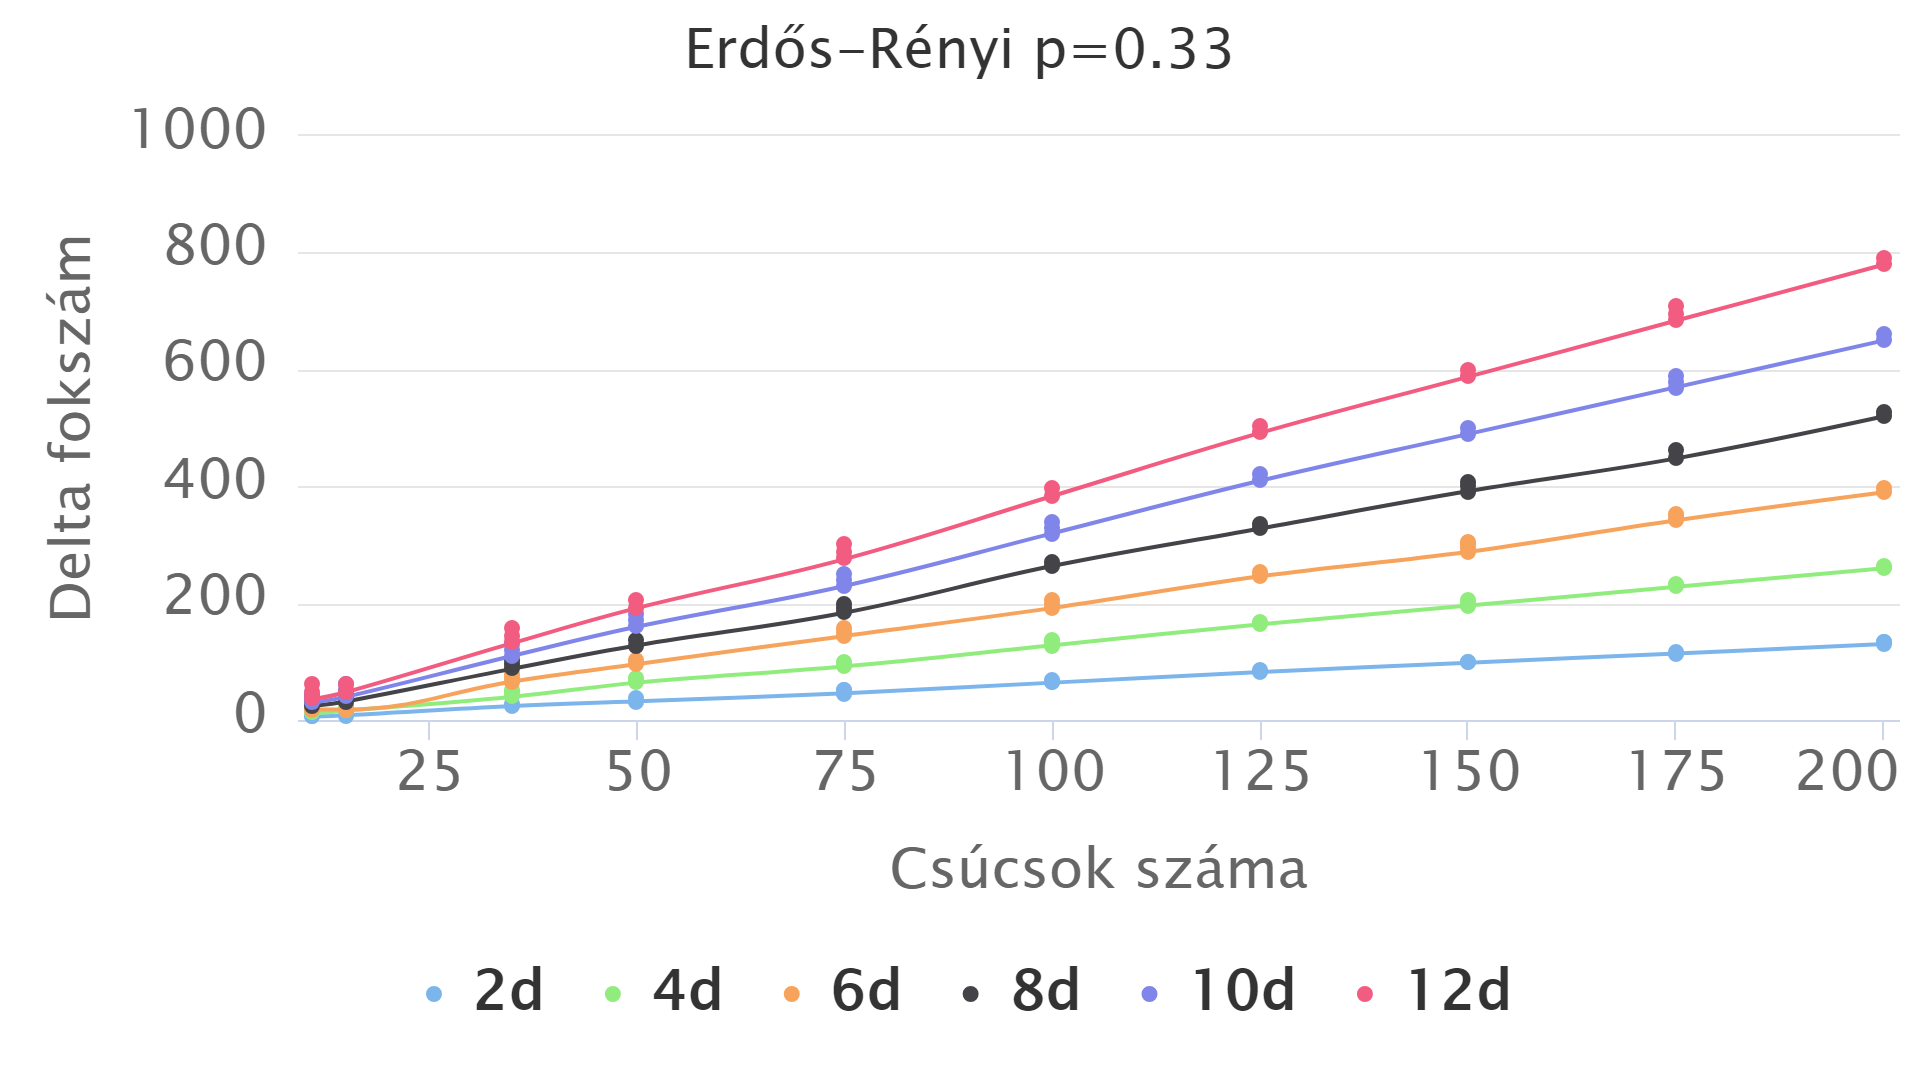 Erdős–Rényi p=0.33
1000
800
600
400
200
0
Delta fokszám
25 50 75 100 125 150 175 200
Csúcsok száma
2d 4d 6d 8d 10d 12d